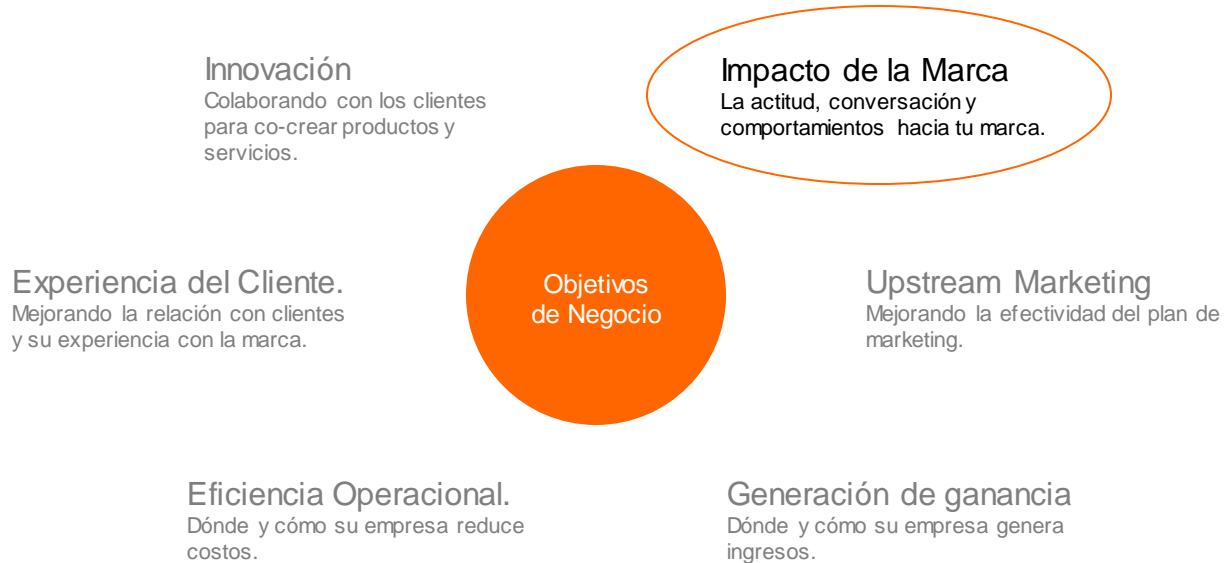 Innovación
Colaborando con los clientes
para co-crear productos y
servicios.
Impacto de la Marca
La actitud, conversación y
comportamientos hacia tu marca.
Experiencia del Cliente.
Mejorando la relación con clientes
y su experiencia con la marca.
Objetivos
de Negocio
Upstream Marketing
Mejorando la efectividad del plan de
marketing.
Eficiencia Operacional.
Dónde y cómo su empresa reduce
costos.
Generación de ganancia
Dónde y cómo su empresa genera
ingresos.